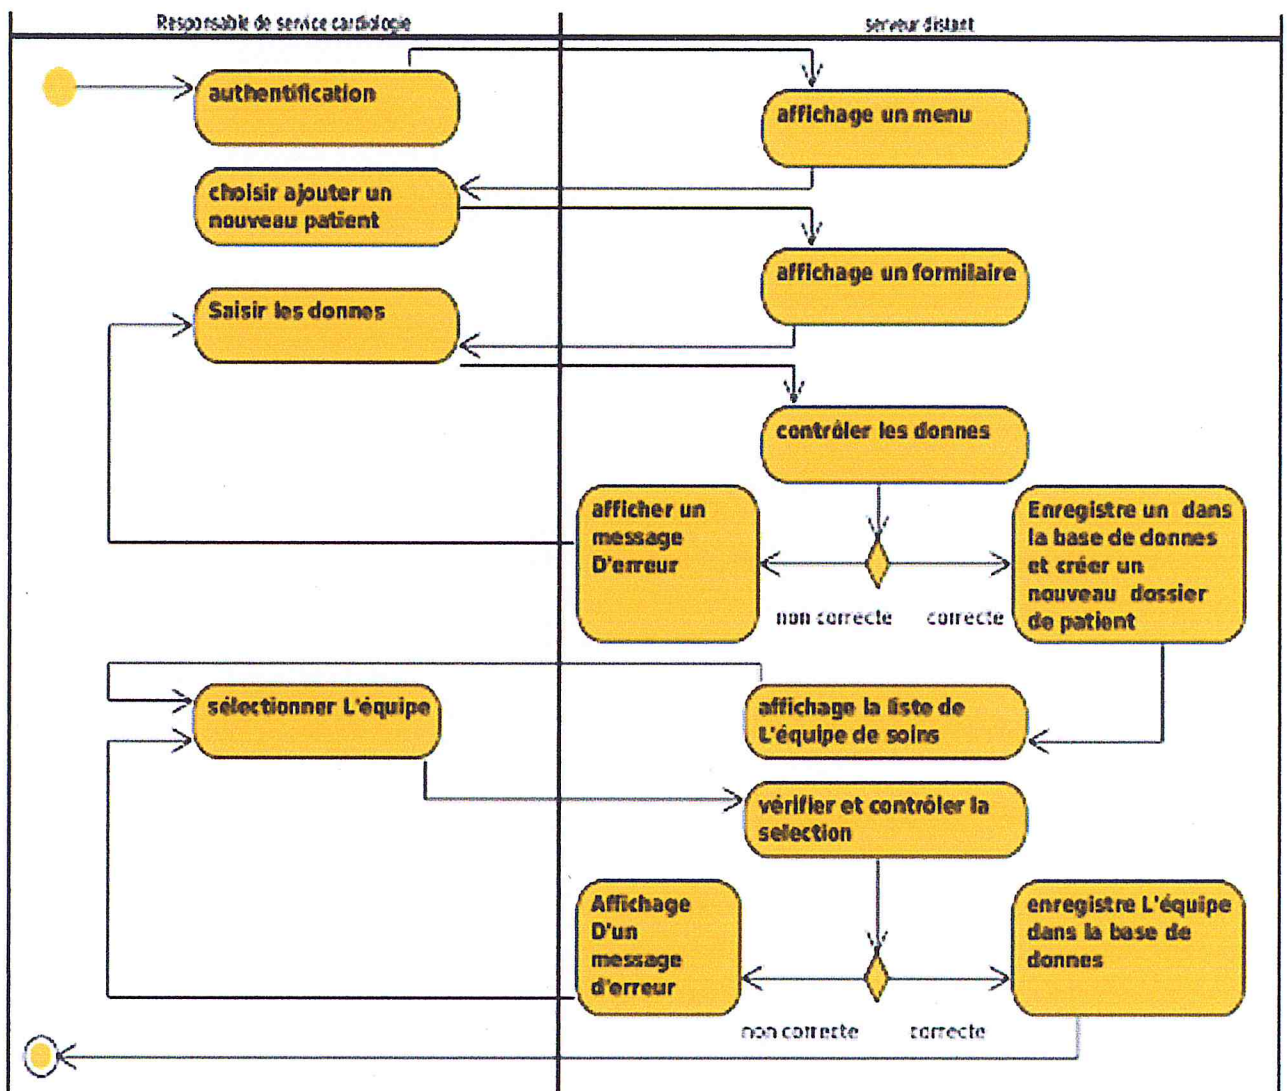 Responsable de service cardiologie
serveur distant
authentification
affichage un menu
choisir ajouter un
nouveau patient
affichage un formilaire
Saisir les donnes
contrôler les donnes
afficher un
message
D'erreur
Enregistre un dans
la base de donnes
et créer un
nouveau dossier
de patient
non correcte
correcte
sélectionner L'équipe
affichage la liste de
L'équipe de soins
vérifier et contrôler la
selection
Affichage
D'un
message
d'erreur
enregistre L'équipe
dans la base de
donnes
non correcte
correcte